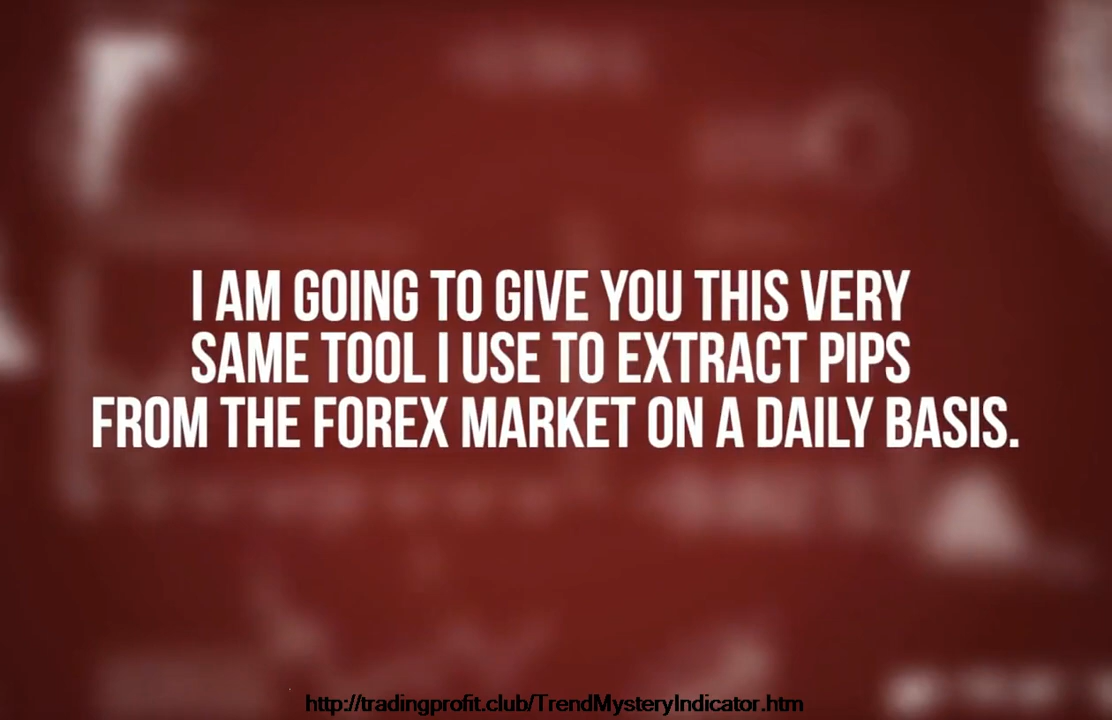 I AM GOING TO GIVE YOU THIS VERY
SAME TOOL I USE TO EXTRACT PIPS
FROM THE FOREX MARKET ON A DAILY BASIS.
http://tradingprofit.club/TrendMysteryIndicator.htm